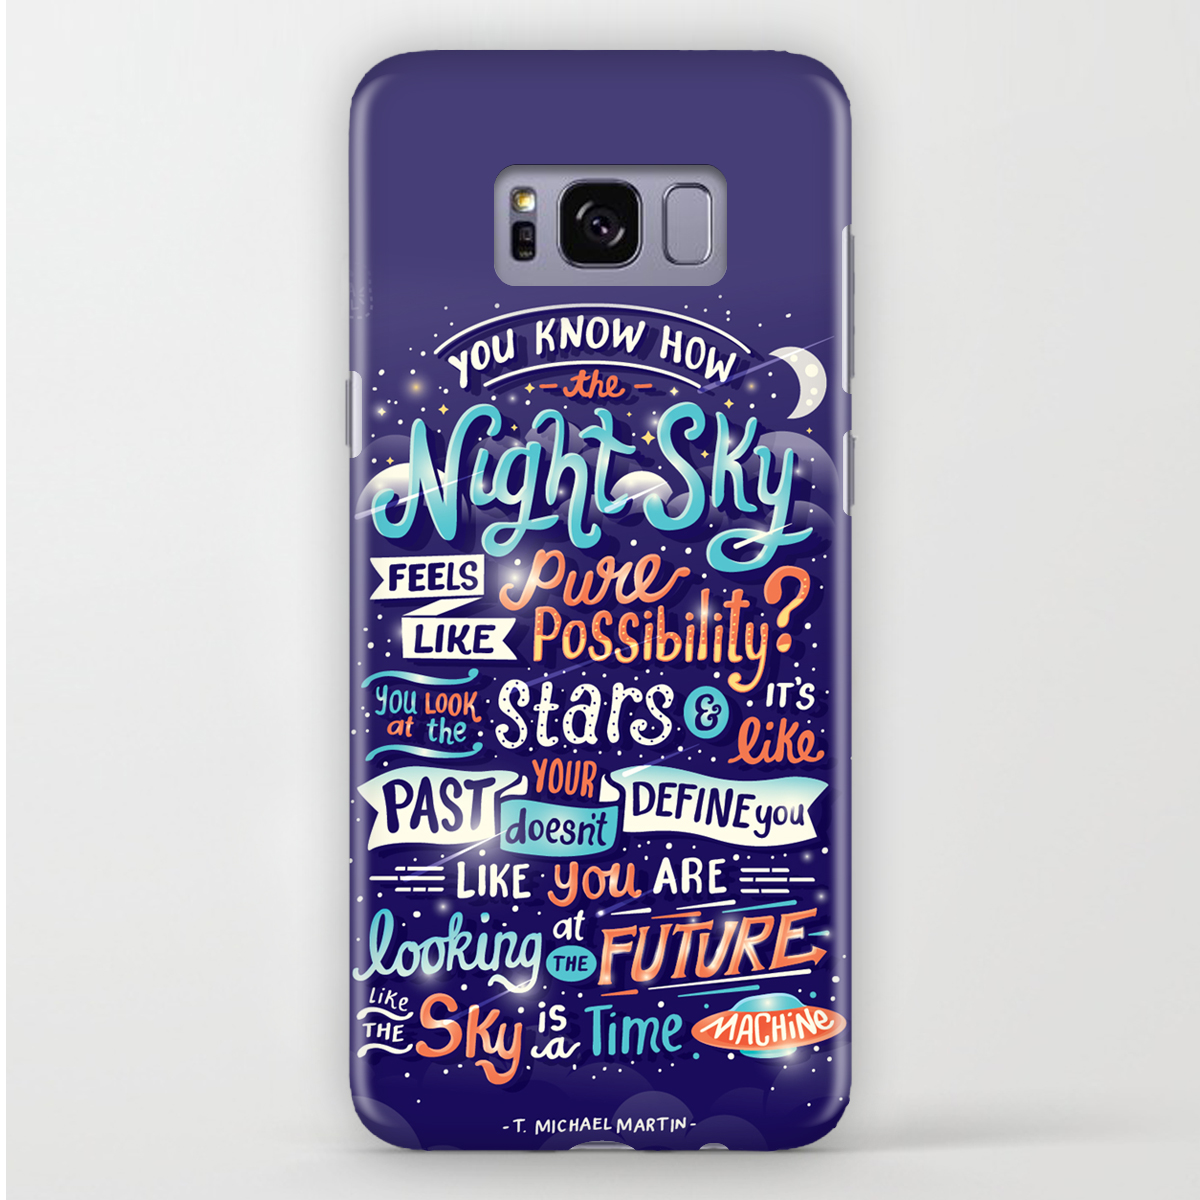 YOU KNOW HOW
- the -
Night Sky
FEELS Pure
LIKE Possibility?
you LOOK at the Stars & IT'S like
PAST YOUR doesn't DEFINE you
LIKE you ARE
looking at THE FUTURE
like THE Sky is a Time MACHiNe
- T. MICHAEL MARTIN -